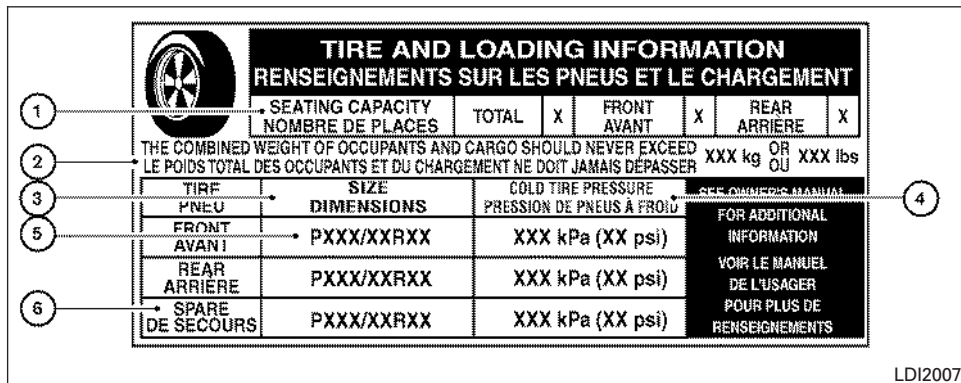 TIRE AND LOADING INFORMATION
RENSEIGNEMENTS SUR LES PNEUS ET LE CHARGEMENT
1
SEATING CAPACITY
NOMBRE DE PLACES
TOTAL
X
FRONT
AVANT
X
REAR
ARRIÈRE
X
2
THE COMBINED WEIGHT OF OCCUPANTS AND CARGO SHOULD NEVER EXCEED
LE POIDS TOTAL DES OCCUPANTS ET DU CHARGEMENT NE DOIT JAMAIS DÉPASSER
XXX kg OR
OU XXX lbs
3
TIRE
PNEU
SIZE
DIMENSIONS
COLD TIRE PRESSURE
PRESSION DE PNEUS À FROID
4
5
FRONT
AVANT
PXXX/XXRXX
XXX kPa (XX psi)
REAR
ARRIÈRE
PXXX/XXRXX
XXX kPa (XX psi)
6
SPARE
DE SECOURS
PXXX/XXRXX
XXX kPa (XX psi)
SEE OWNER'S MANUAL
FOR ADDITIONAL
INFORMATION
VOIR LE MANUEL
DE L'USAGER
POUR PLUS DE
RENSEIGNEMENTS
LDI2007